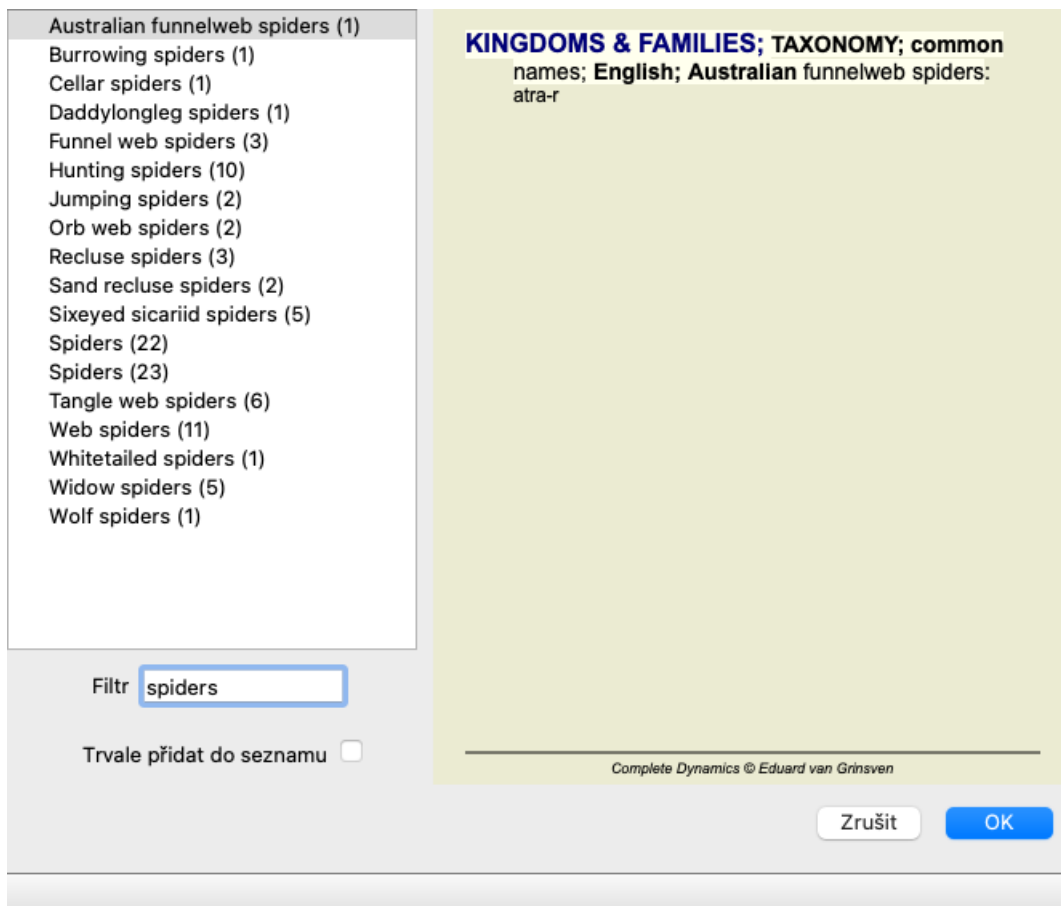 Australian funnelweb spiders (1)
Burrowing spiders (1)
Cellar spiders (1)
Daddylongleg spiders (1)
Funnel web spiders (3)
Hunting spiders (10)
Jumping spiders (2)
Orb web spiders (2)
Recluse spiders (3)
Sand recluse spiders (2)
Sixeyed sicariid spiders (5)
Spiders (22)
Spiders (23)
Tangle web spiders (6)
Web spiders (11)
Whitetailed spiders (1)
Widow spiders (5)
Wolf spiders (1)
Filtr spiders
Trvale přidat do seznamu
KINGDOMS & FAMILIES; TAXONOMY; common
names; English; Australian funnelweb spiders:
atra-r
Complete Dynamics © Eduard van Grinsven
Zrušit OK